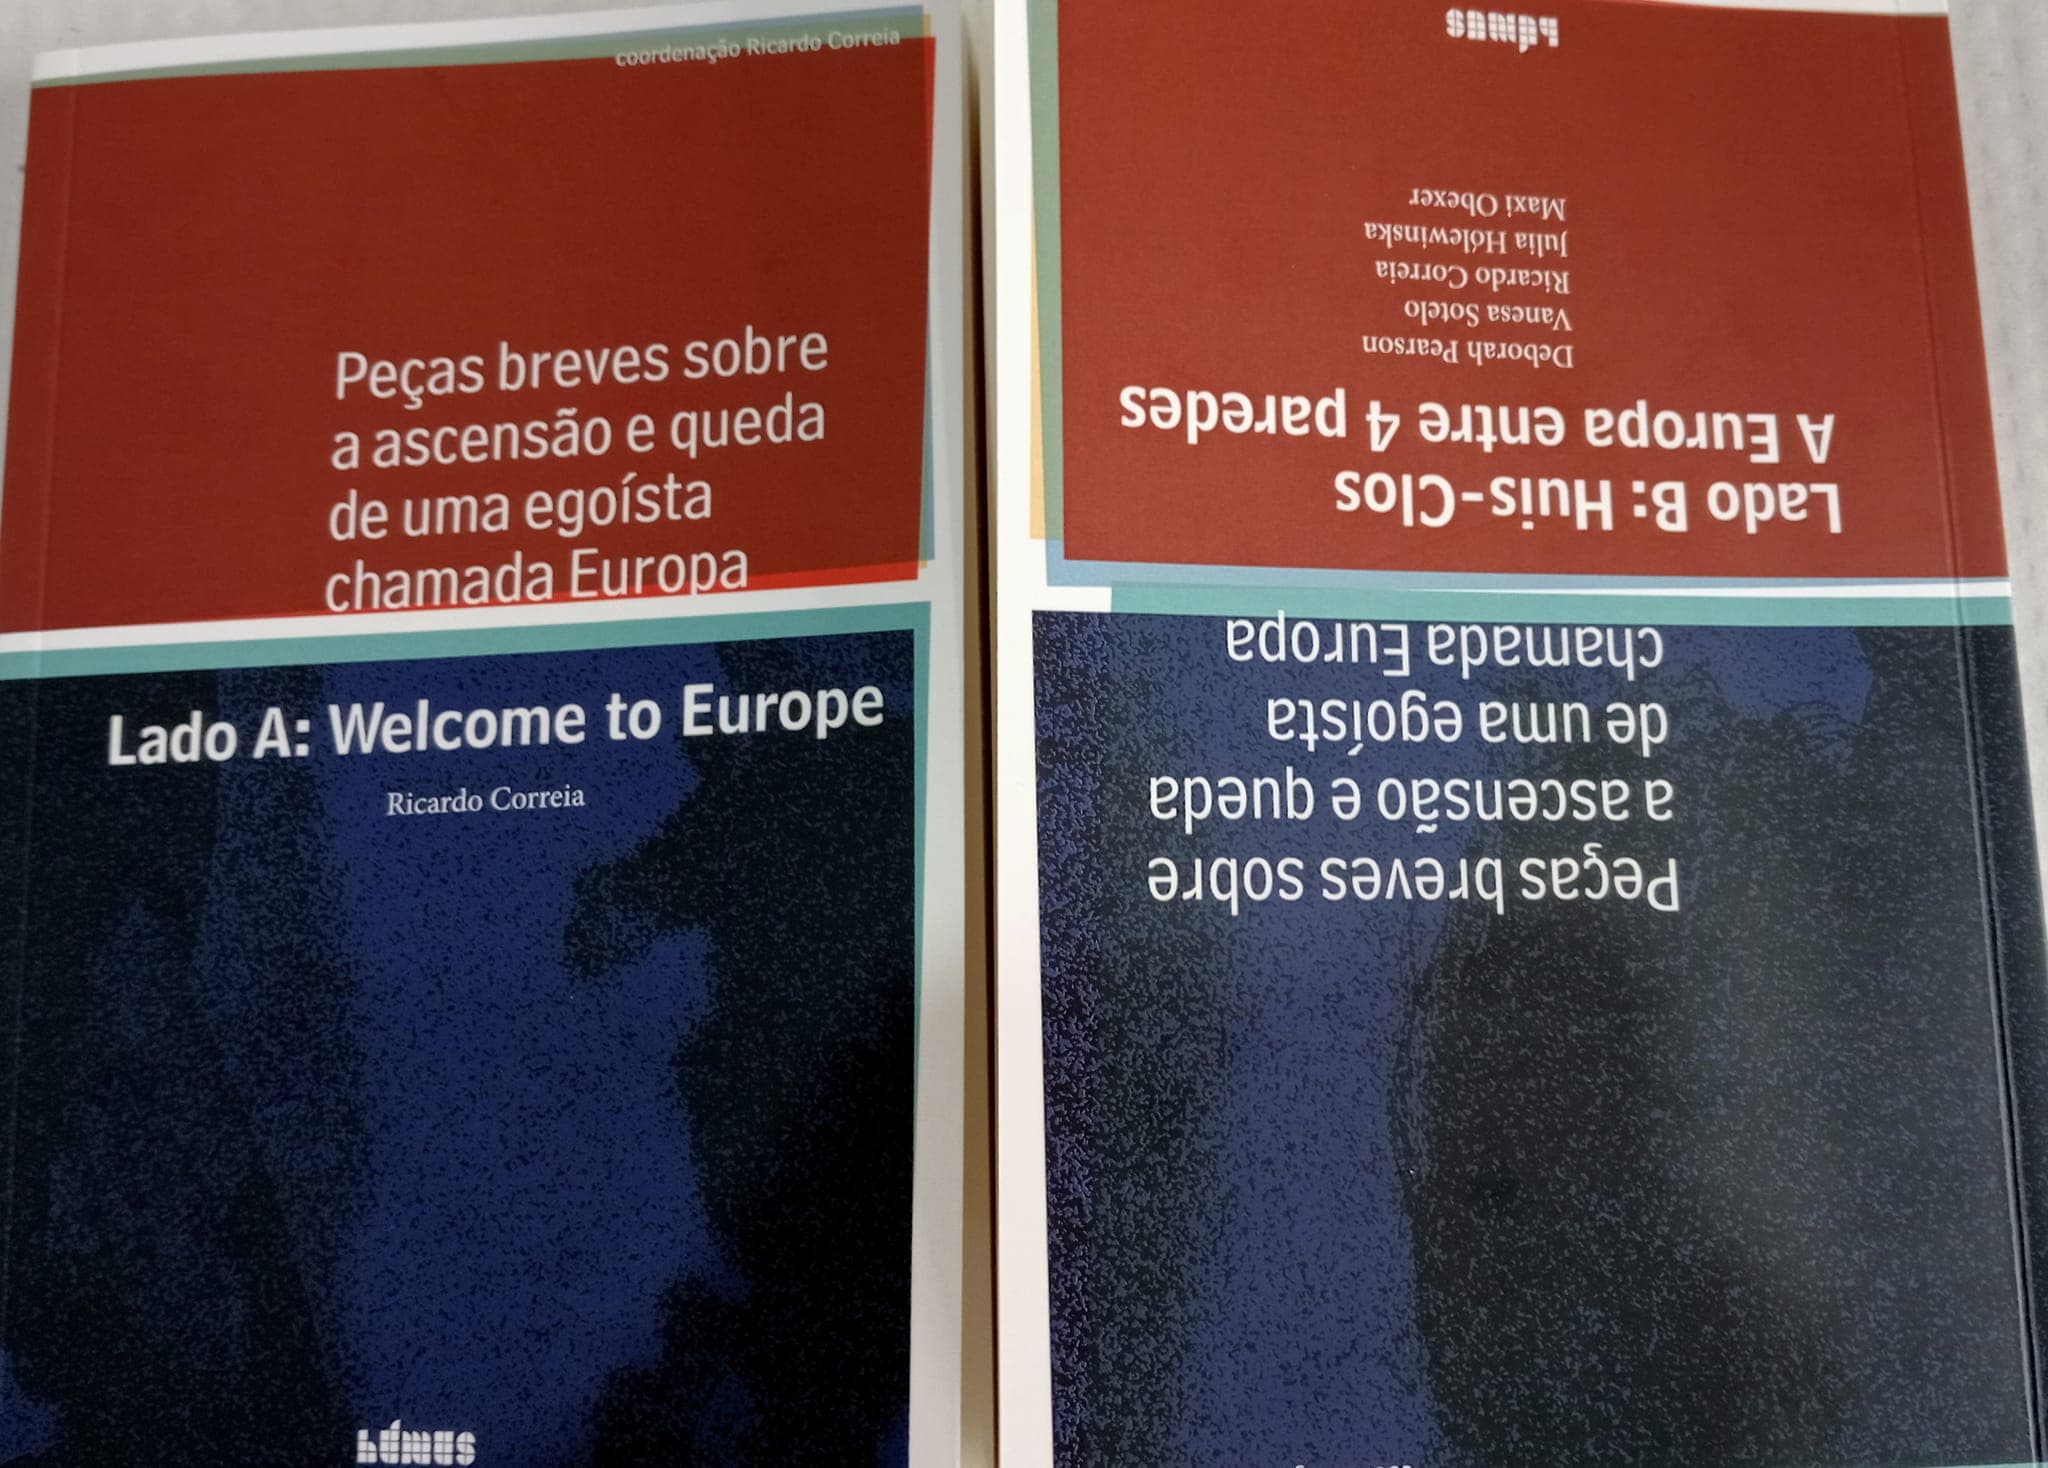 coordenação Ricardo Correia
Peças breves sobre
a ascensão e queda
de uma egoísta
chamada Europa
Lado A: Welcome to Europe
Ricardo Correia
húmus
Peças breves sobre
a ascensão e queda
de uma egoísta
chamada Europa
Lado B: Huis-Clos
A Europa entre 4 paredes
Deborah Pearson
Vanesa Sotelo
Ricardo Correia
Julia Hólewinska
Maxi Obexer
húmus